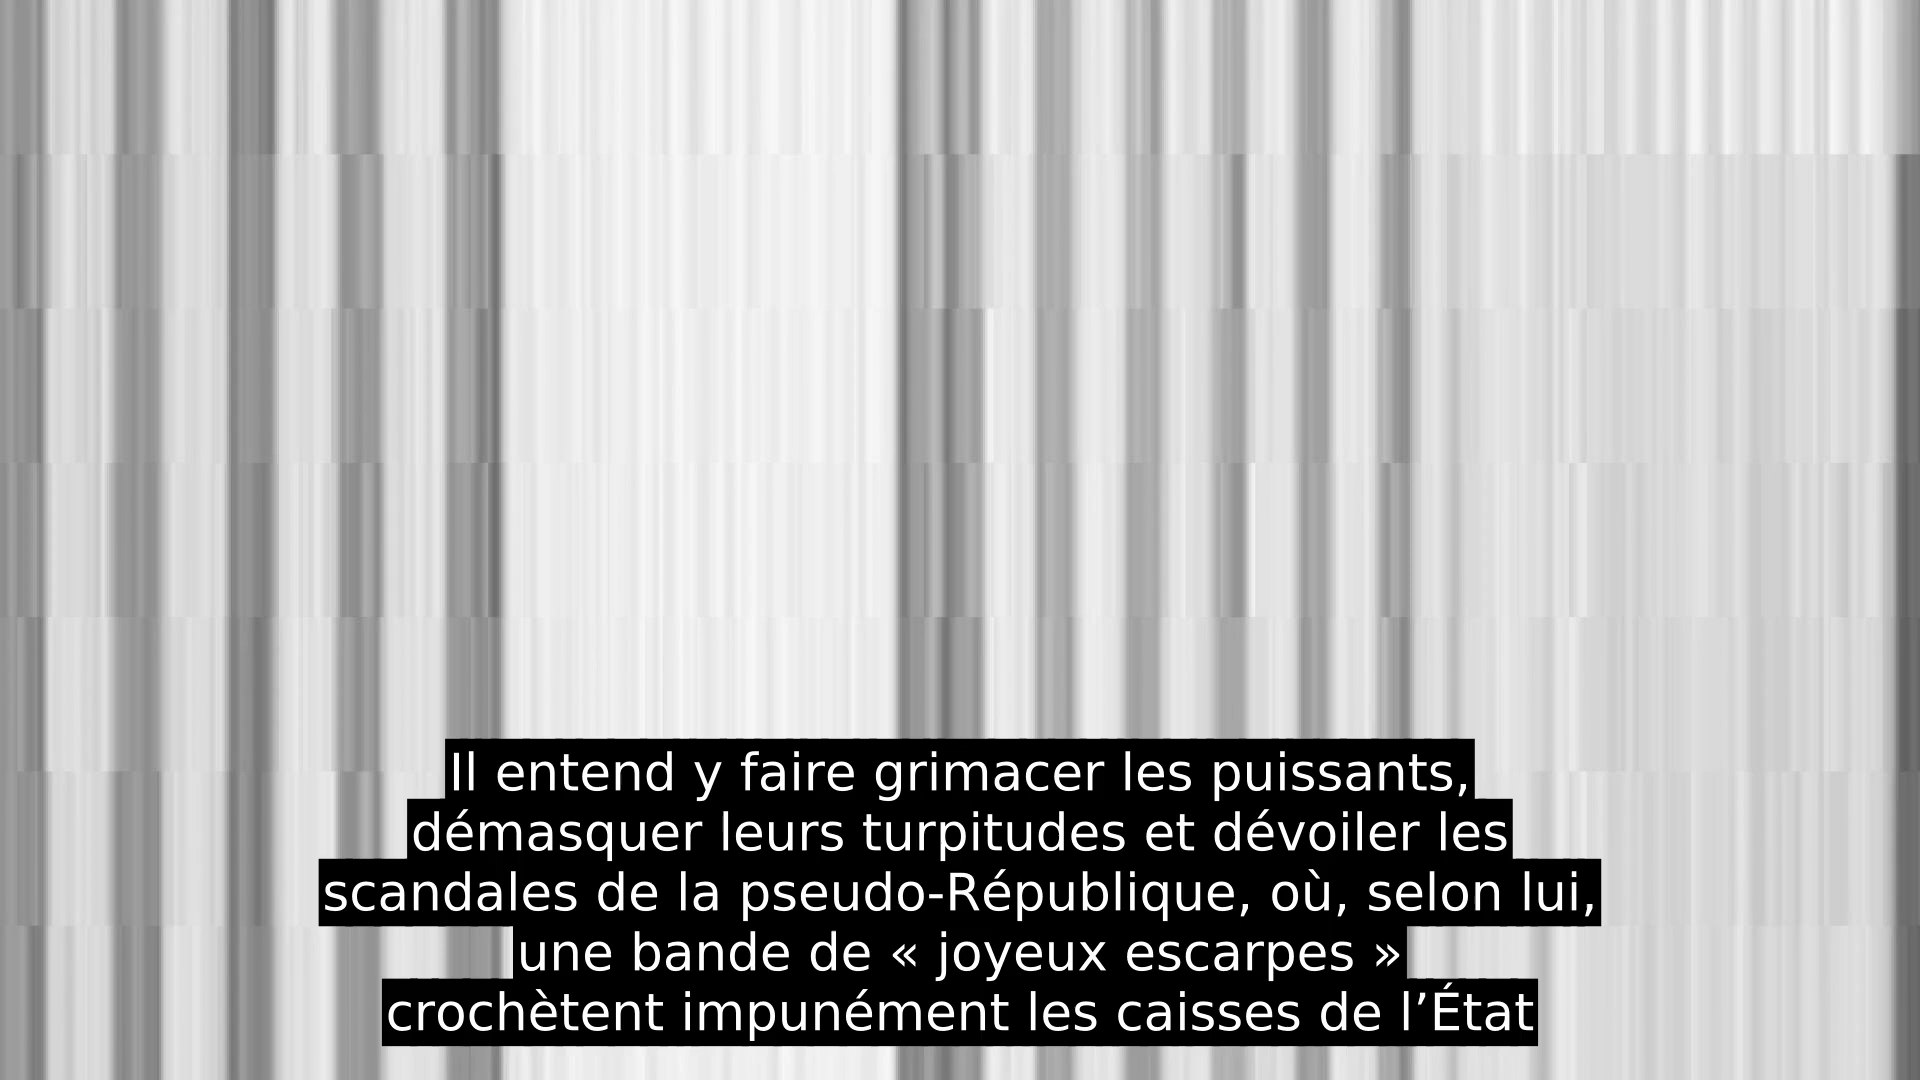 Il entend y faire grimacer les puissants,
démasquer leurs turpitudes et dévoiler les
scandales de la pseudo-République, où, selon lui,
une bande de « joyeux escarpes »
crochètent impunément les caisses de l’État